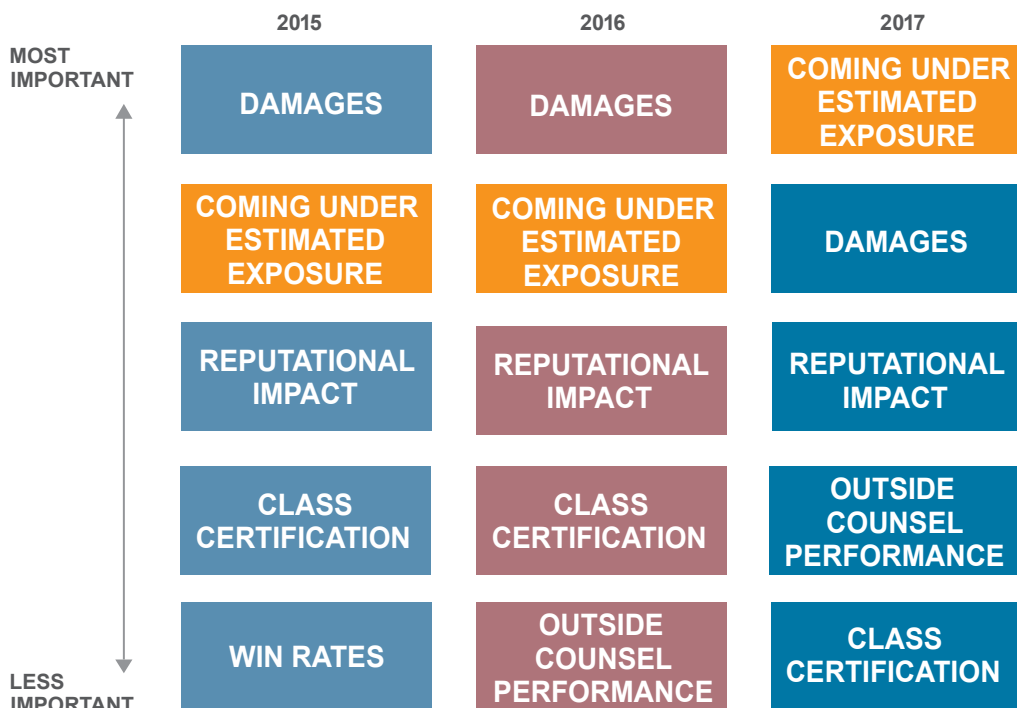 2015
2016
2017
MOST
IMPORTANT
DAMAGES
DAMAGES
COMING UNDER
ESTIMATED
EXPOSURE
COMING UNDER
ESTIMATED
EXPOSURE
COMING UNDER
ESTIMATED
EXPOSURE
DAMAGES
REPUTATIONAL
IMPACT
REPUTATIONAL
IMPACT
REPUTATIONAL
IMPACT
CLASS
CERTIFICATION
CLASS
CERTIFICATION
OUTSIDE
COUNSEL
PERFORMANCE
WIN RATES
OUTSIDE
COUNSEL
PERFORMANCE
CLASS
CERTIFICATION
LESS
IMPORTANT